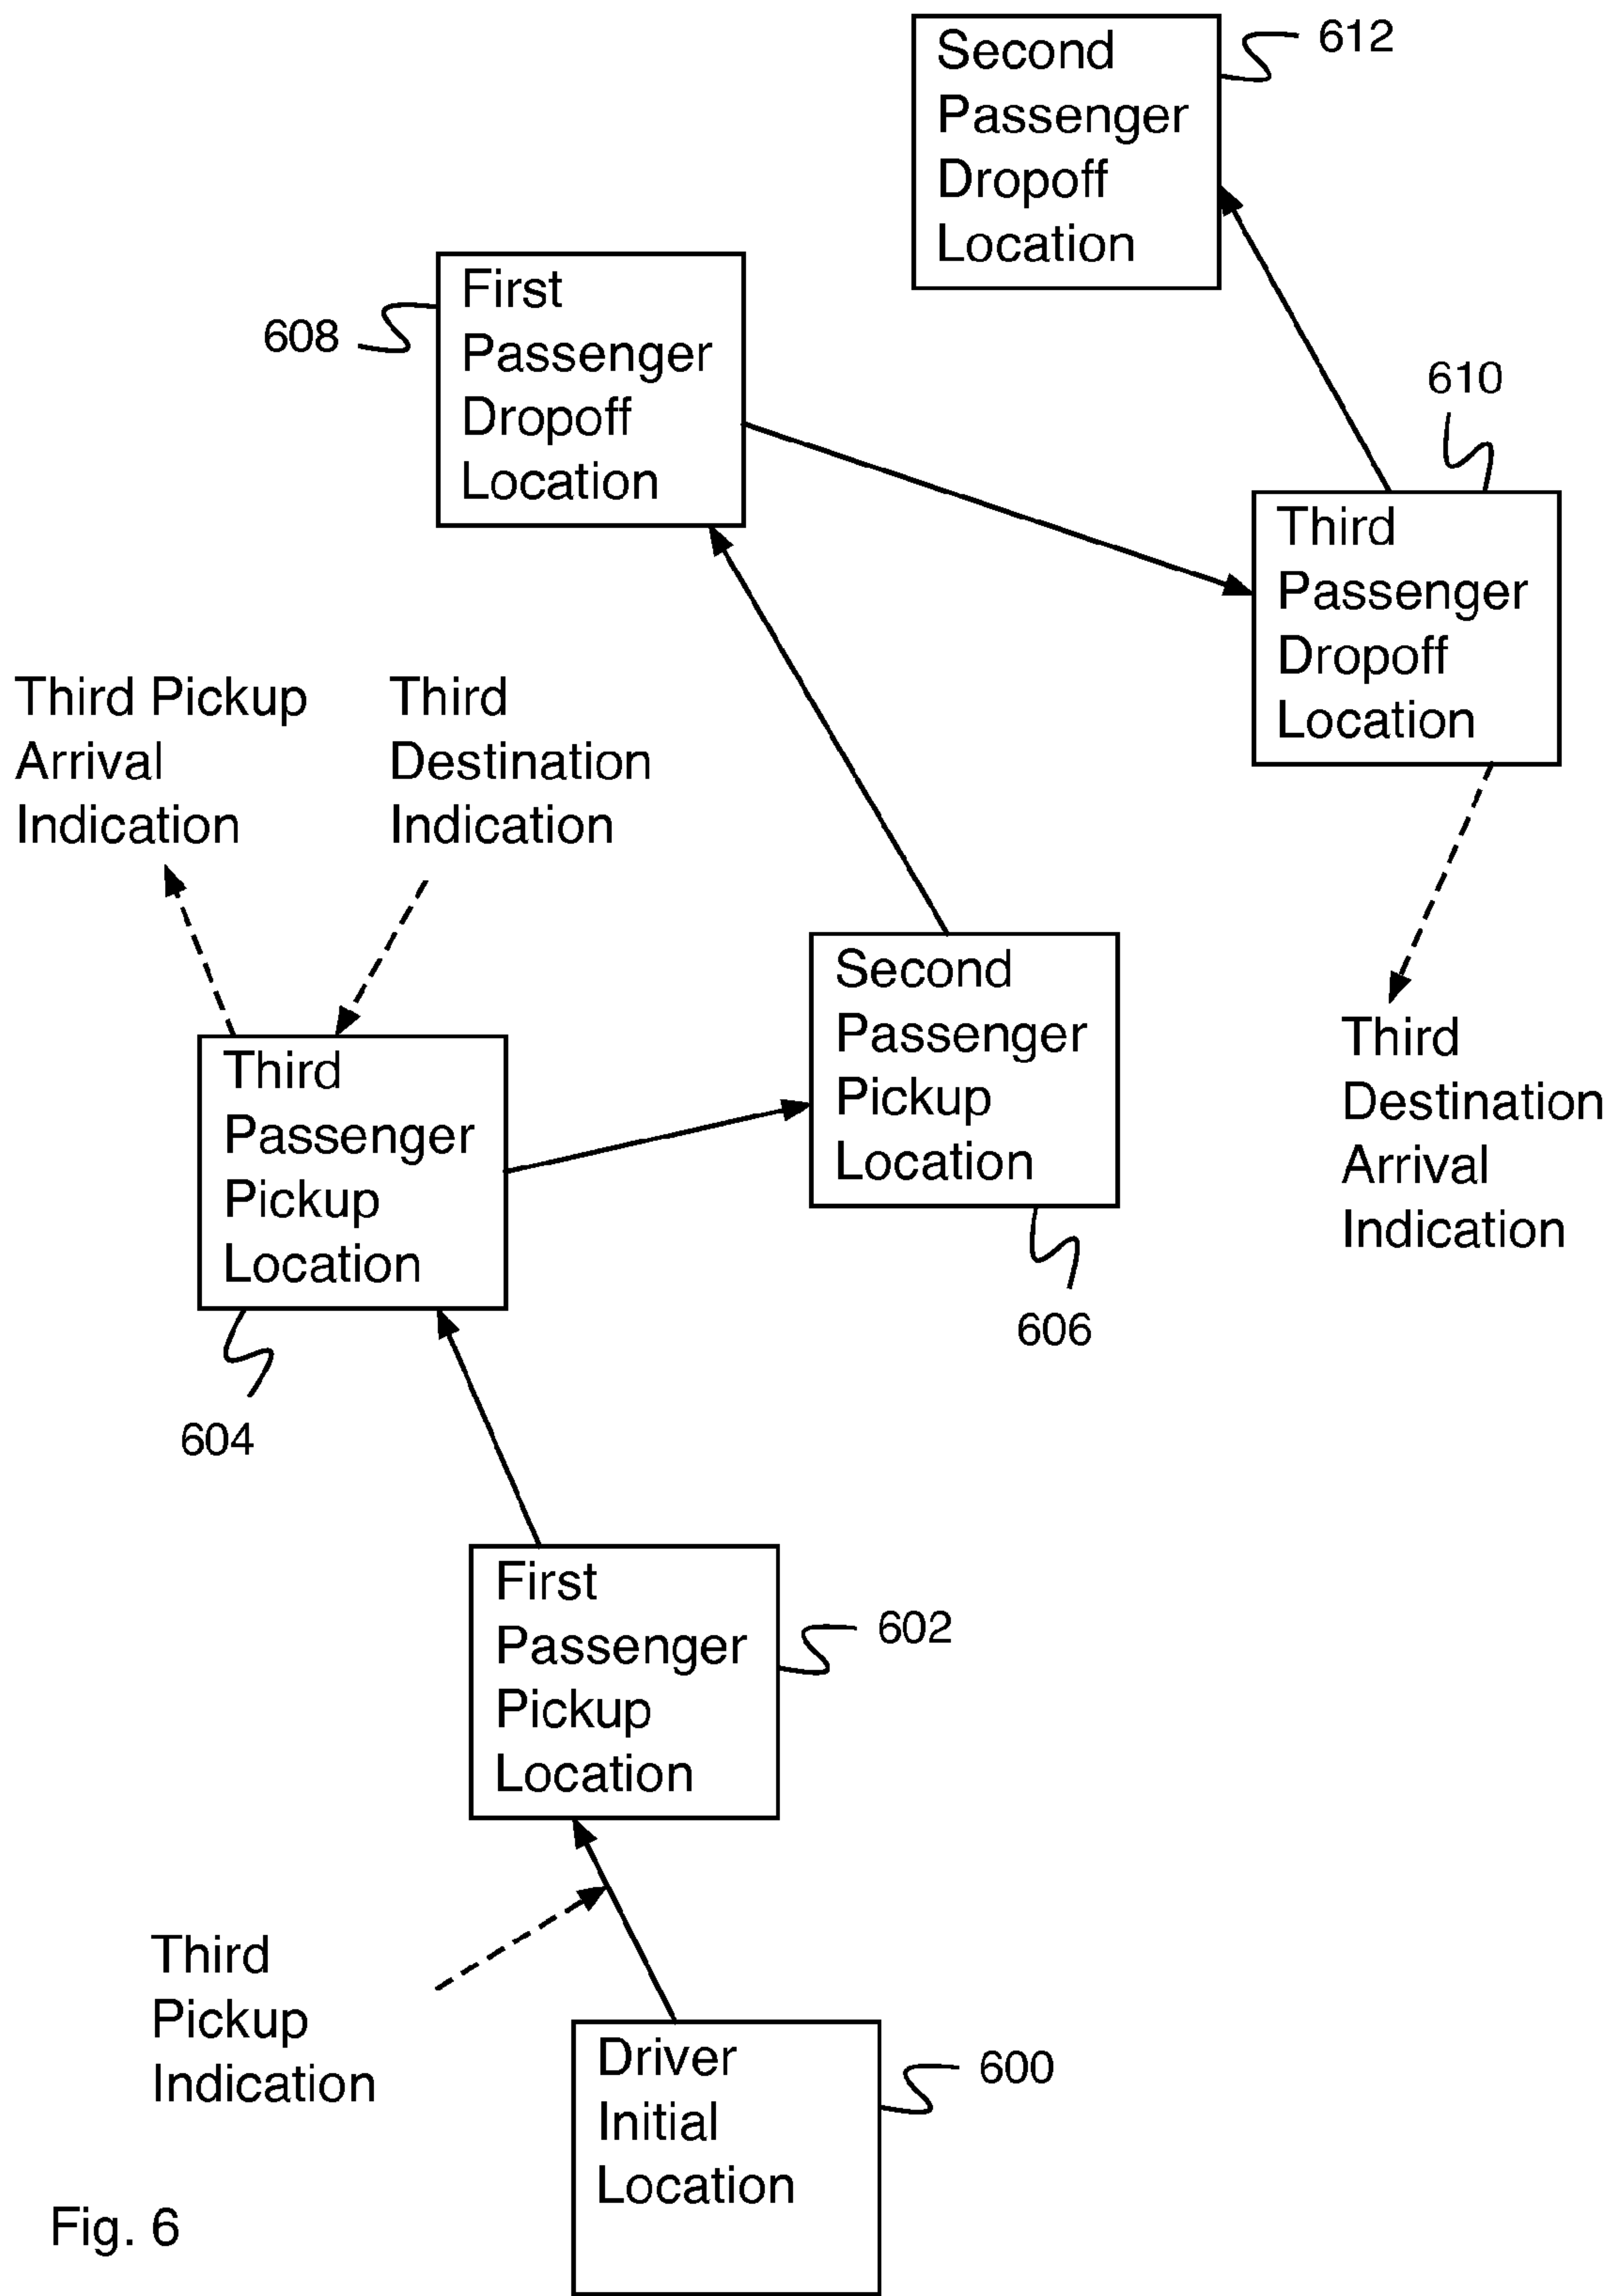 Second
Passenger
Dropoff
Location
612
First
Passenger
Dropoff
Location
608
610
Third
Passenger
Dropoff
Location
Third Pickup
Arrival
Indication
Third
Destination
Indication
Second
Passenger
Pickup
Location
606
Third
Destination
Arrival
Indication
Third
Passenger
Pickup
Location
604
First
Passenger
Pickup
Location
602
Third
Pickup
Indication
Driver
Initial
Location
600
Fig. 6